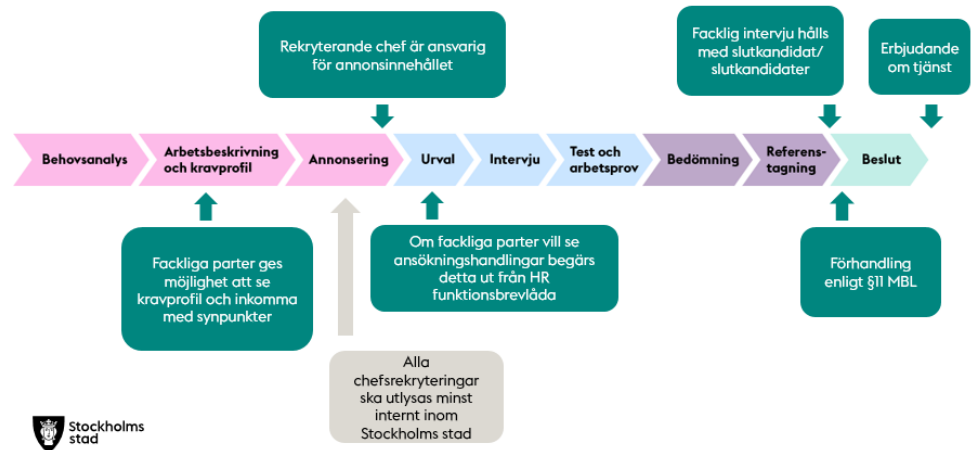 Rekryterande chef är ansvarig
för annonsinnehållet
Facklig intervju hålls
med slutkandidat/
slutkandidater
Erbjudande
om tjänst
Behovsanalys
Arbetsbeskrivning
och kravprofil
Annonsering
Urval
Intervju
Test och
arbetsprov
Bedömning
Referens-
tagning
Beslut
Fackliga parter ges
möjlighet att se
kravprofil och inkomma
med synpunkter
Om fackliga parter vill se
ansökningshandlingar begärs
detta ut från HR
funktionsbrevlåda
Förhandling
enligt §11 MBL
Alla
chefsrekryteringar
ska utlysas minst
internt inom
Stockholms stad
Stockholms
stad